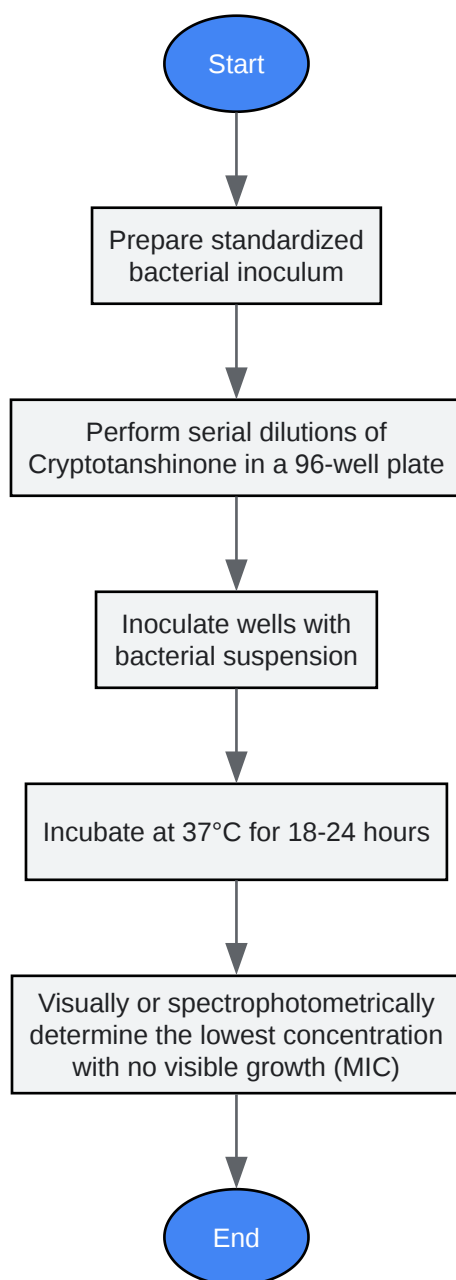 Start
Prepare standardized
bacterial inoculum
Perform serial dilutions of
Cryptotanshinone in a 96-well plate
Inoculate wells with
bacterial suspension
Incubate at 37°C for 18-24 hours
Visually or spectrophotometrically
determine the lowest concentration
with no visible growth (MIC)
End